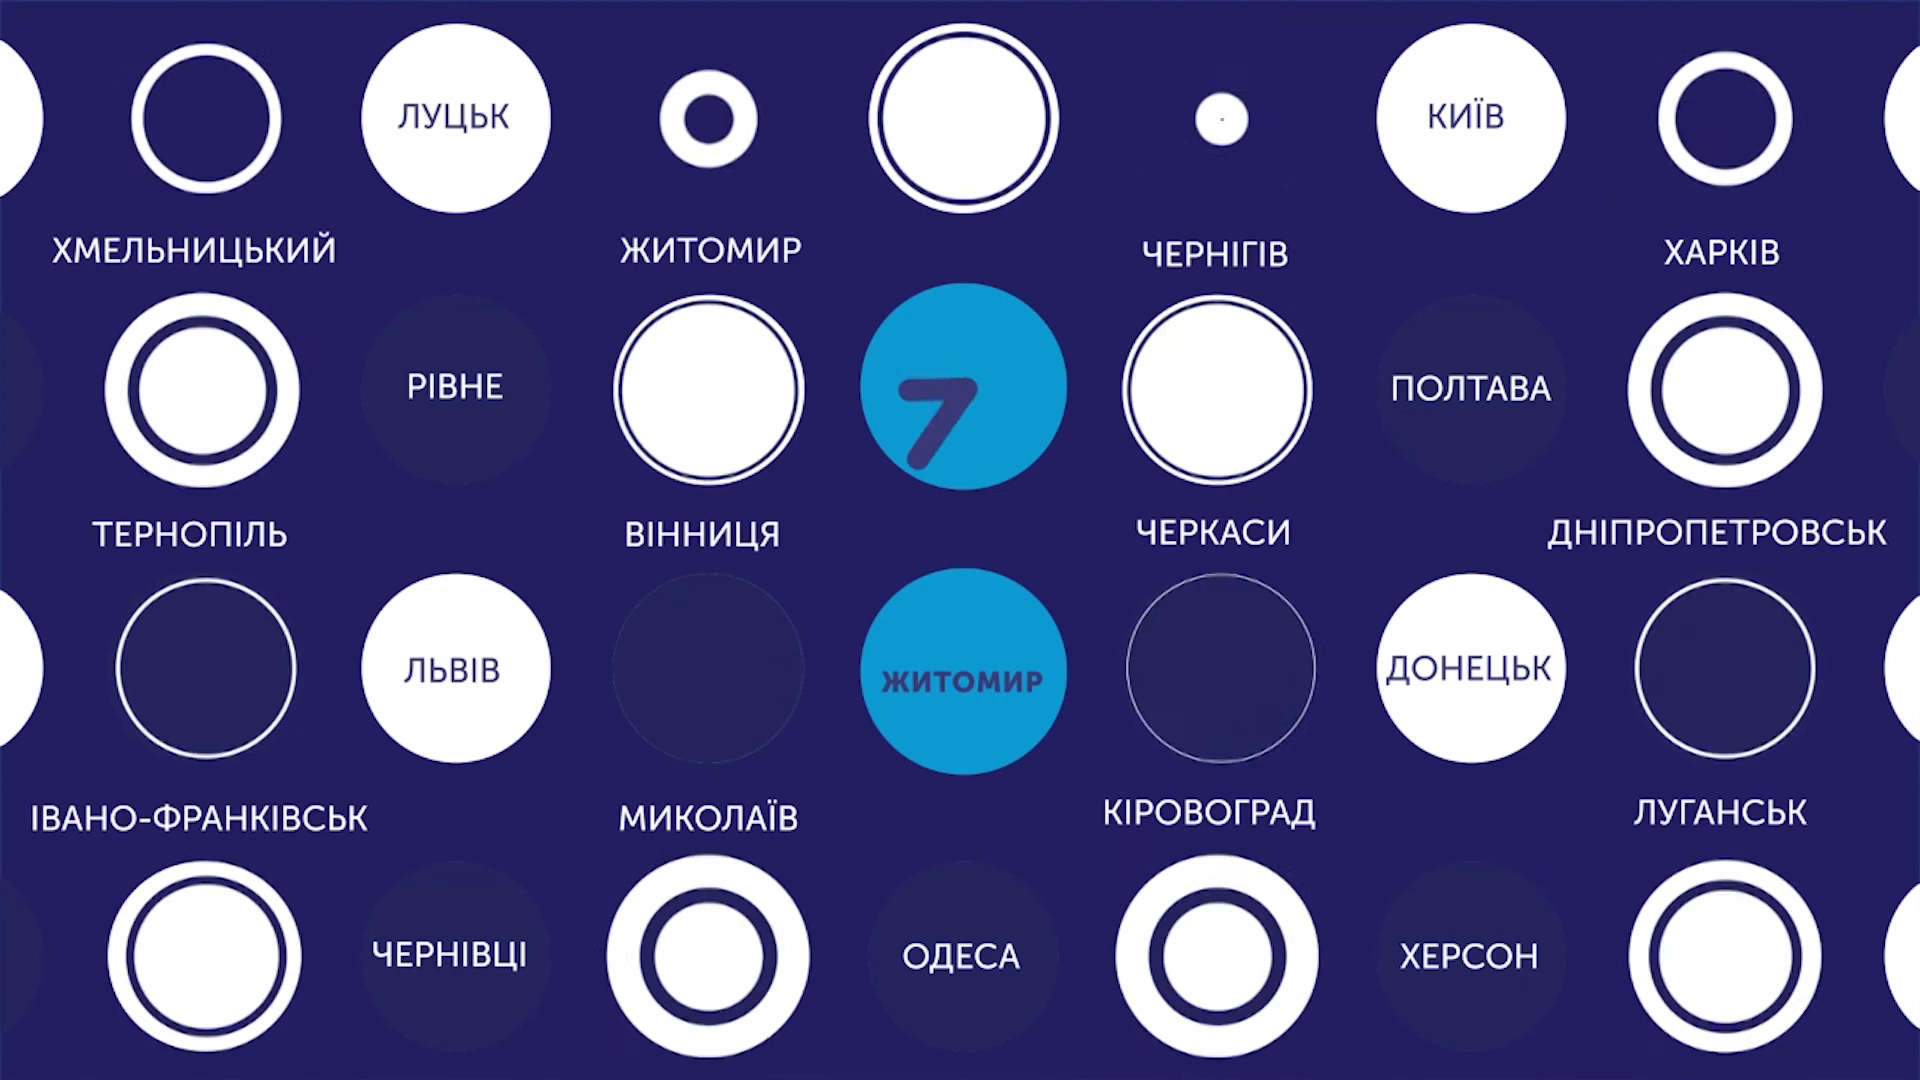 ЛУЦЬК
КИЇВ
ХМЕЛЬНИЦЬКИЙ
ЖИТОМИР
ЧЕРНІГІВ
ХАРКІВ
РІВНЕ
7
ПОЛТАВА
ТЕРНОПІЛЬ
ВІННИЦЯ
ЧЕРКАСИ
ДНІПРОПЕТРОВСЬК
ЛЬВІВ
ЖИТОМИР
ДОНЕЦЬК
ІВАНО-ФРАНКІВСЬК
МИКОЛАЇВ
КІРОВОГРАД
ЛУГАНСЬК
ЧЕРНІВЦІ
ОДЕСА
ХЕРСОН